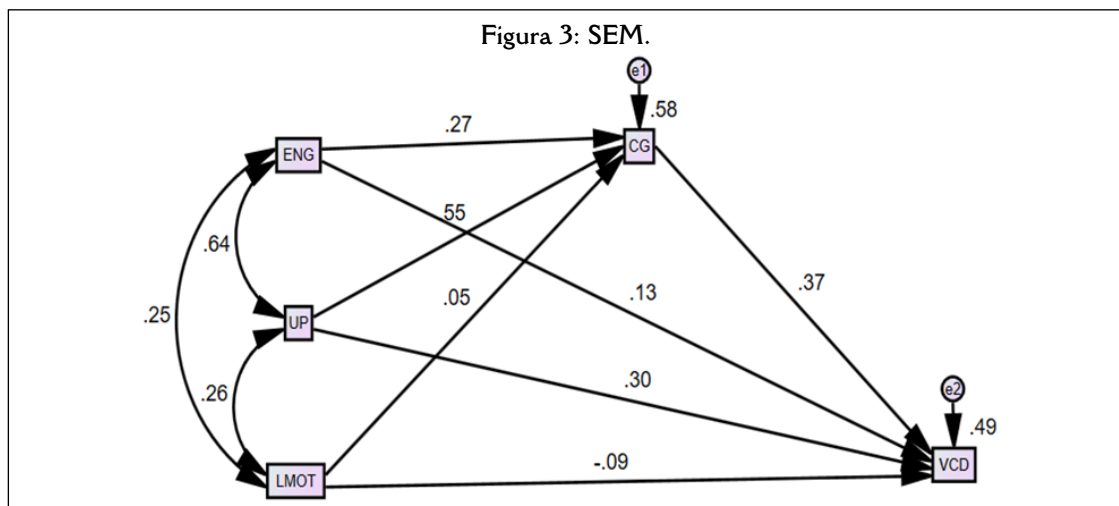 Figura 3: SEM.
e1
.58
.27
CG
ENG
.55
.64
.37
.13
.05
.25
UP
.30
.26
e2
.49
-.09
VCD
LMOT